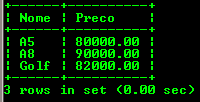 +------+----------+
| Nome | Preco    |
+------+----------+
| A5   | 80000.00 |
| A8   | 90000.00 |
| Golf | 82000.00 |
+------+----------+
3 rows in set (0.00 sec)